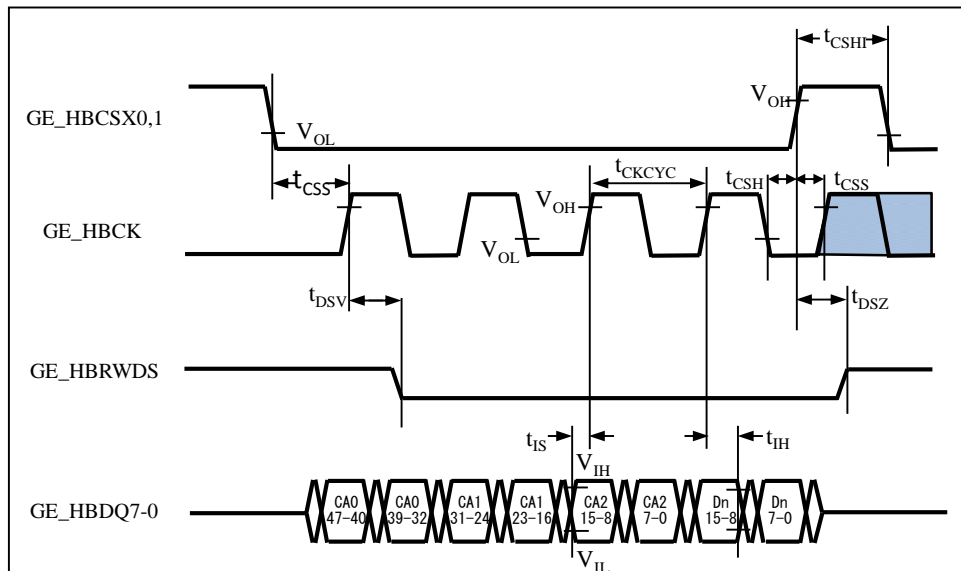 tCSHI
GE_HBCSX0,1
VOL
VOH
tCSS
tCKCYC
tCSH
tCSS
GE_HBCK
VOH
VOL
tDSV
tDSZ
GE_HBRWDS
tIS
VIH
tIH
GE_HBDQ7-0
CA0 47-40
CA0 39-32
CA1 31-24
CA1 23-16
CA2 15-8
CA2 7-0
Dn 15-8
Dn 7-0
VIL